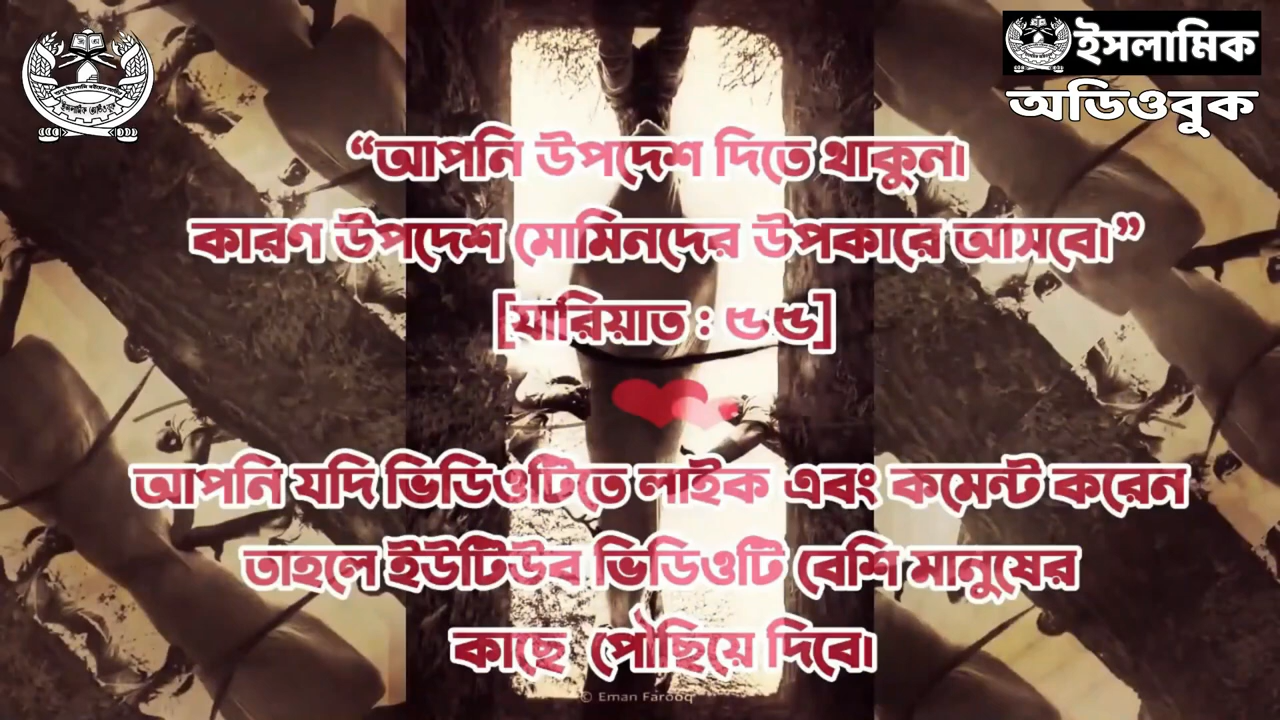 ইসলামিক
অডিওবুক
“আপনি উপদেশ দিতে থাকুন।
কারণ উপদেশ মোমিনদের উপকারে আসবে।”
[যারিয়াত : ৫৫]
আপনি যদি ভিডিওটিতে লাইক এবং কমেন্ট করেন
তাহলে ইউটিউব ভিডিওটি বেশি মানুষের
কাছে পৌছিয়ে দিবে।
© Eman Farooq